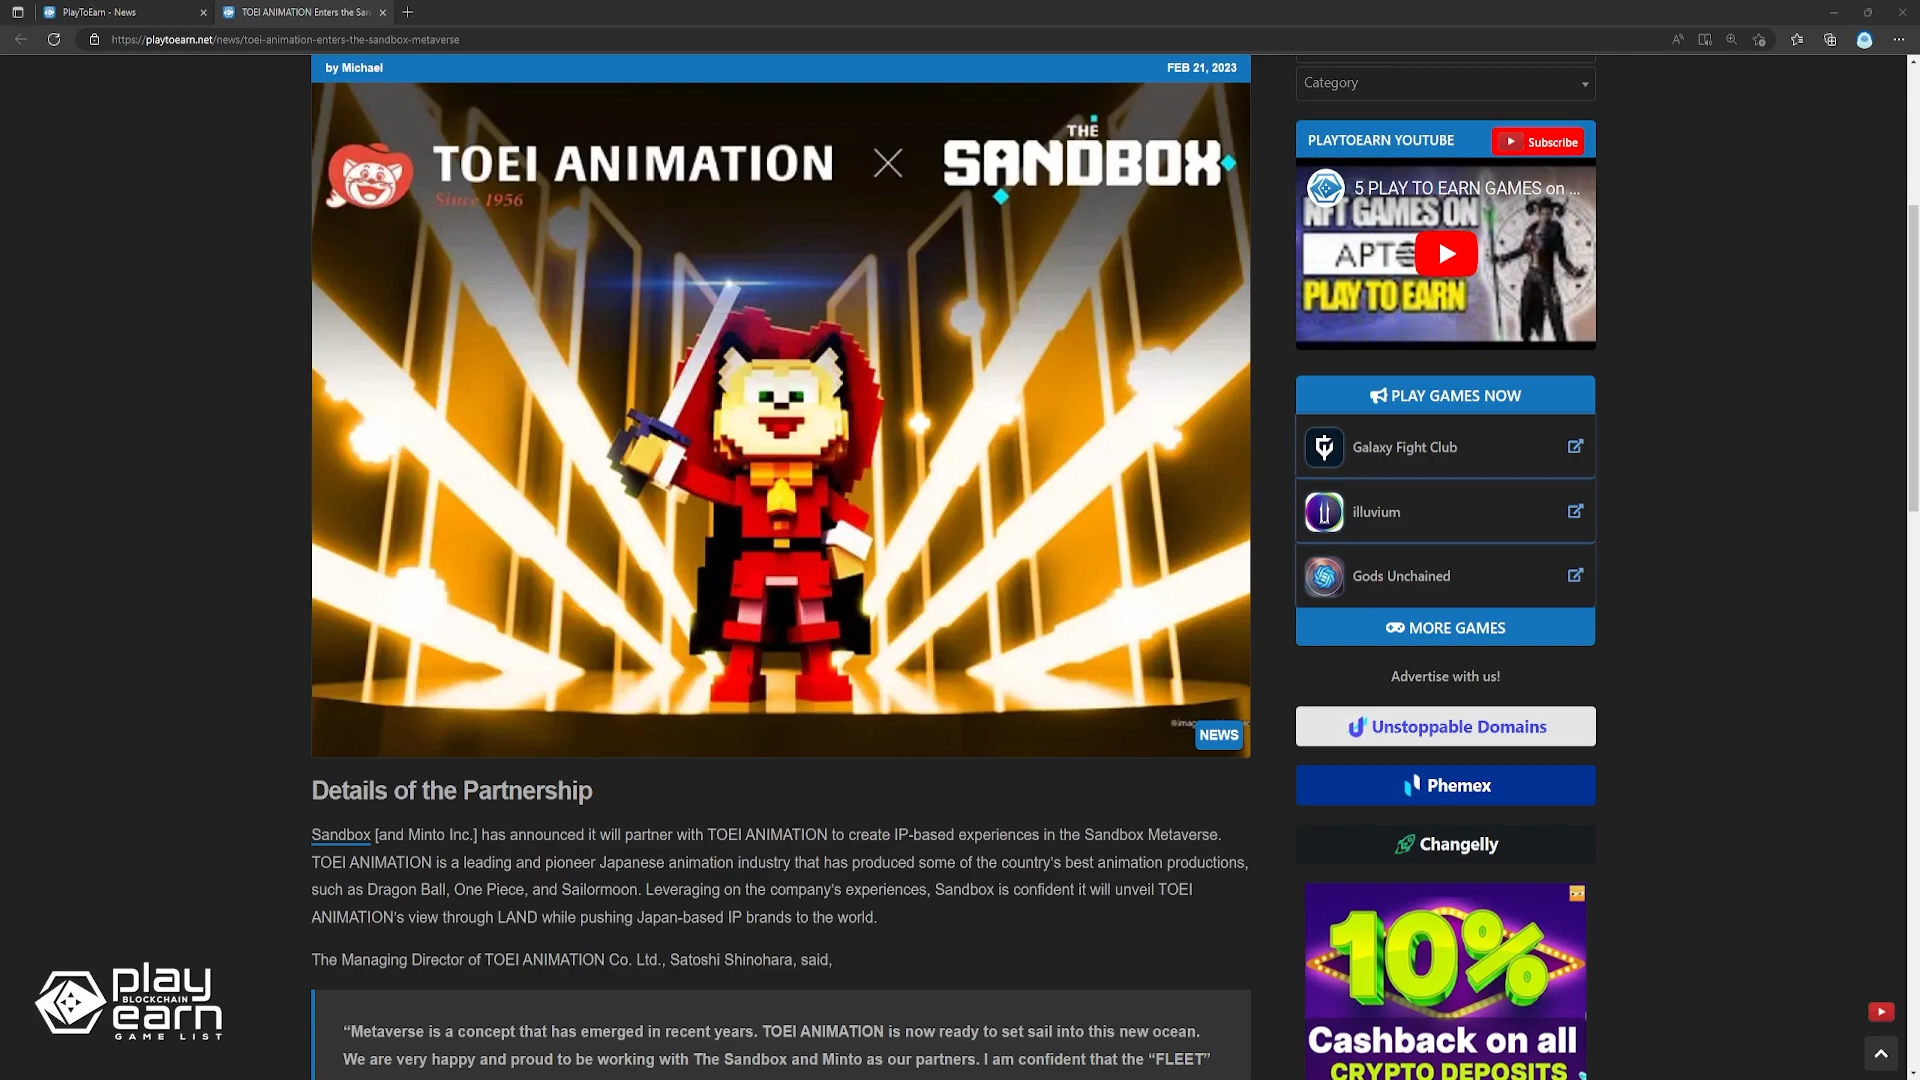 PlayToEarn - News
TOEI ANIMATION Enters the San
https://playtoearn.net/news/toei-animation-enters-the-sandbox-metaverse
by Michael
FEB 21, 2023
TOEI ANIMATION
Since 1956
THE
SANDBOX
NEWS
Details of the Partnership
Sandbox [and Minto Inc.] has announced it will partner with TOEI ANIMATION to create IP-based experiences in the Sandbox Metaverse.
TOEI ANIMATION is a leading and pioneer Japanese animation industry that has produced some of the country's best animation productions,
such as Dragon Ball, One Piece, and Sailormoon. Leveraging on the company's experiences, Sandbox is confident it will unveil TOEI
ANIMATION's view through LAND while pushing Japan-based IP brands to the world.
The Managing Director of TOEI ANIMATION Co. Ltd., Satoshi Shinohara, said,
“Metaverse is a concept that has emerged in recent years. TOEI ANIMATION is now ready to set sail into this new ocean.
We are very happy and proud to be working with The Sandbox and Minto as our partners. I am confident that the “FLEET”
Category
PLAYTOEARN YOUTUBE
Subscribe
5 PLAY TO EARN GAMES on ...
NFT GAMES ON
PLAY TO EARN
PLAY GAMES NOW
Galaxy Fight Club
illuvium
Gods Unchained
MORE GAMES
Advertise with us!
Unstoppable Domains
Phemex
Changelly
10%
Cashback on all
CRYPTO DEPOSITS
play
BLOCKCHAIN
earn
GAME LIST